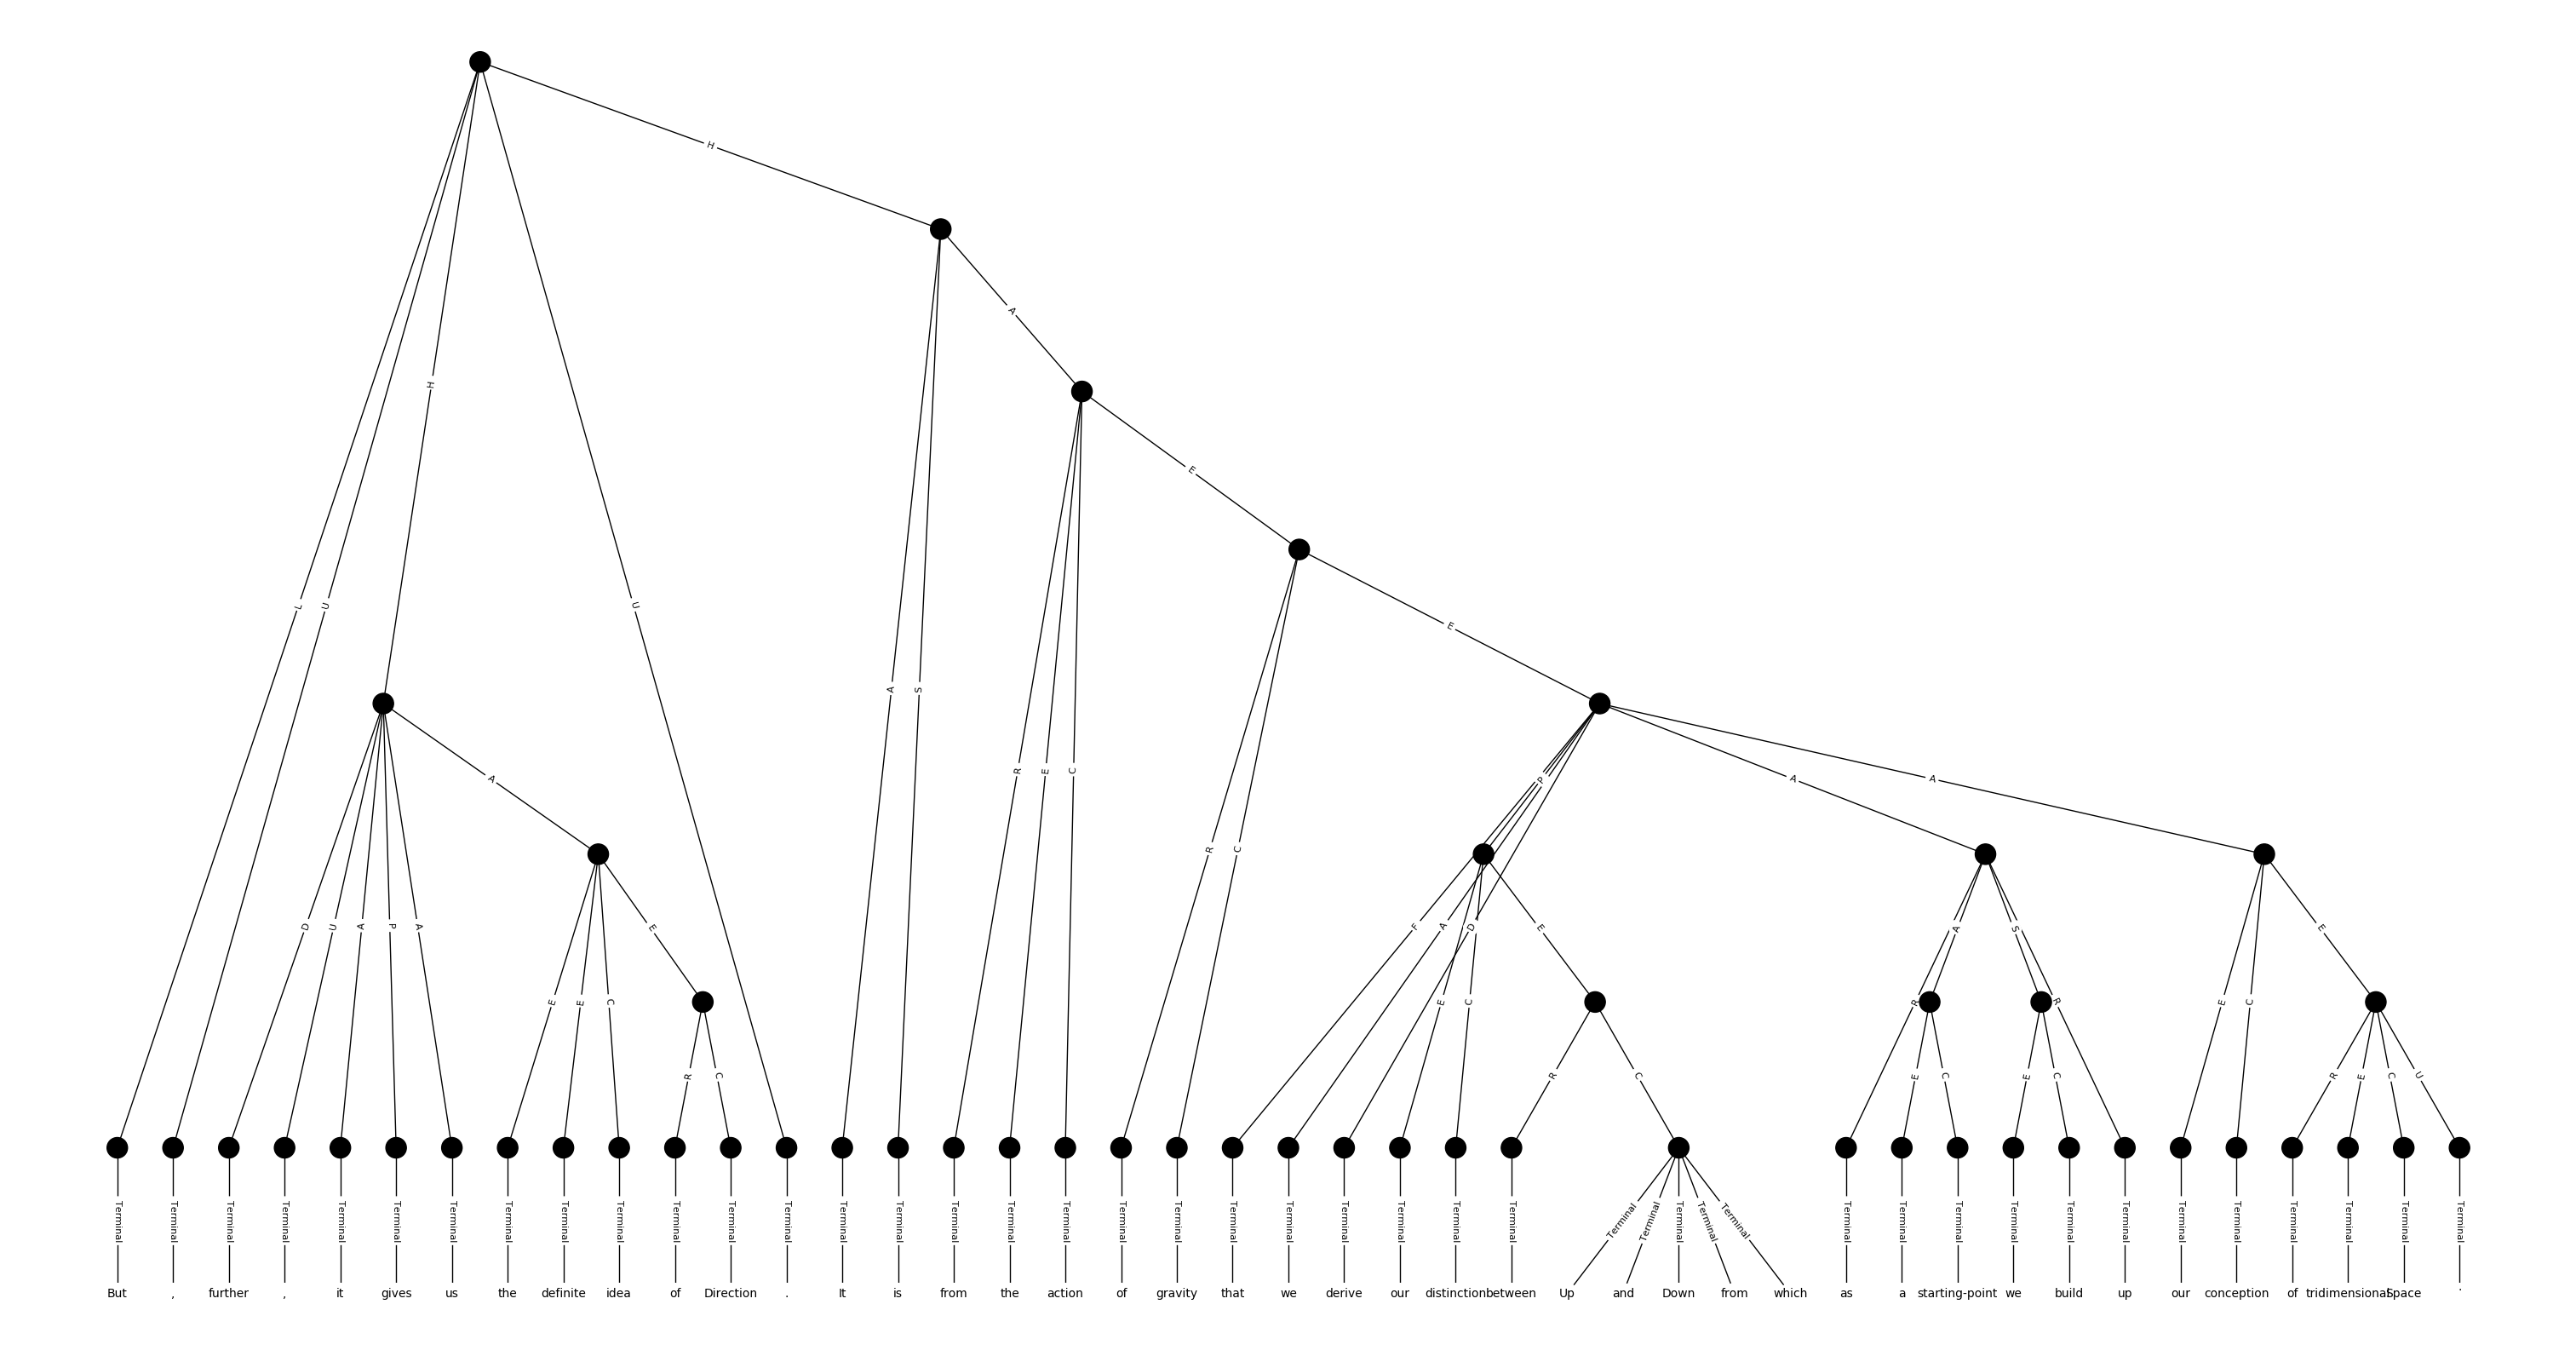 H
A
E
H
L
U
U
E
A
S
R
E
C
P
A
A
A
R
C
D
U
A
P
A
E
F
A
D
E
A
S
E
E
E
C
E
C
R
R
E
C
R
C
R
C
E
C
E
C
R
E
C
U
Terminal Terminal Terminal Terminal Terminal Terminal Terminal Terminal Terminal Terminal Terminal Terminal Terminal Terminal Terminal Terminal Terminal Terminal Terminal Terminal Terminal Terminal Terminal Terminal Terminal Terminal Terminal Terminal Terminal Terminal Terminal Terminal Terminal Terminal Terminal Terminal Terminal Terminal Terminal Terminal Terminal Terminal Terminal
But , further , it gives us the definite idea of Direction . It is from the action of gravity that we derive our distinction between Up and Down from which as a starting-point we build up our conception of tridimensional Space .